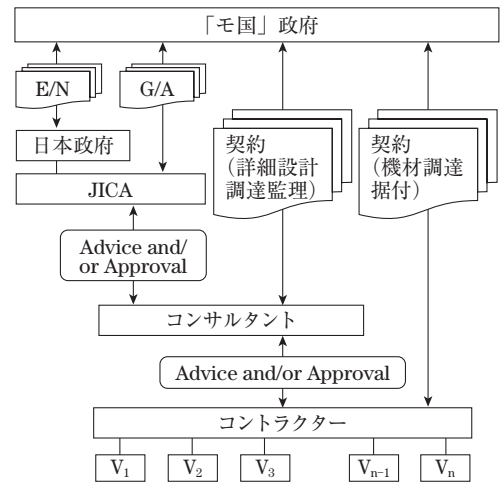 「モ国」政府
E/N
G/A
日本政府
JICA
契約
（詳細設計
調達監理）
契約
（機材調達
据付）
Advice and/
or Approval
コンサルタント
Advice and/or Approval
コントラクター
V1
V2
V3
Vn-1
Vn